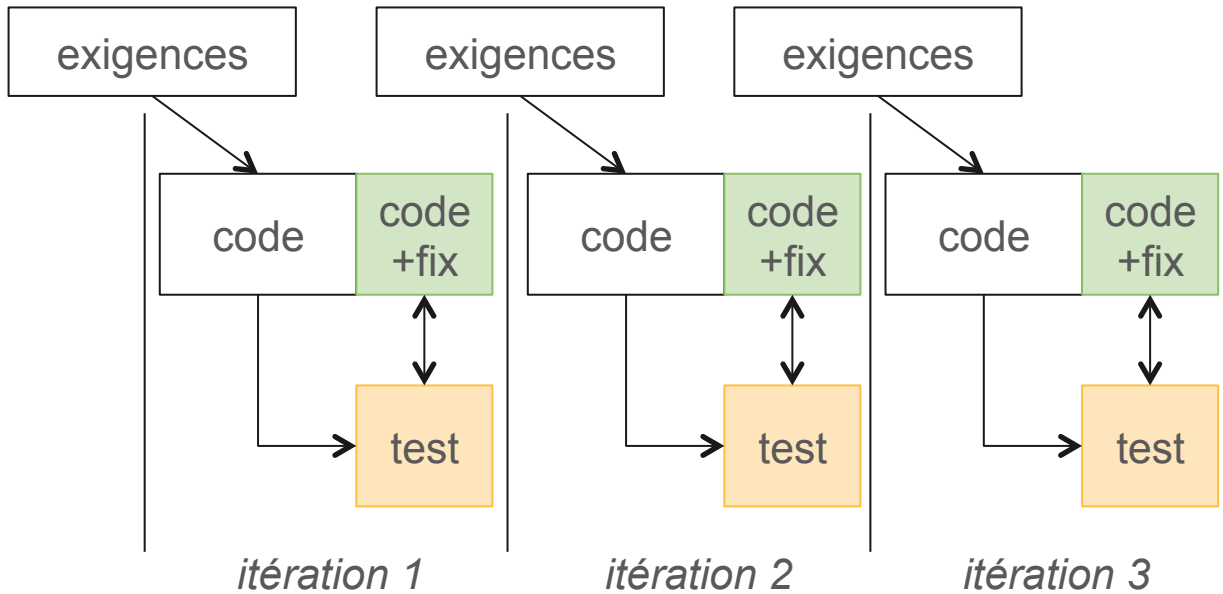 exigences
exigences
exigences
code
code
+fix
code
code
+fix
code
code
+fix
test
test
test
itération 1
itération 2
itération 3